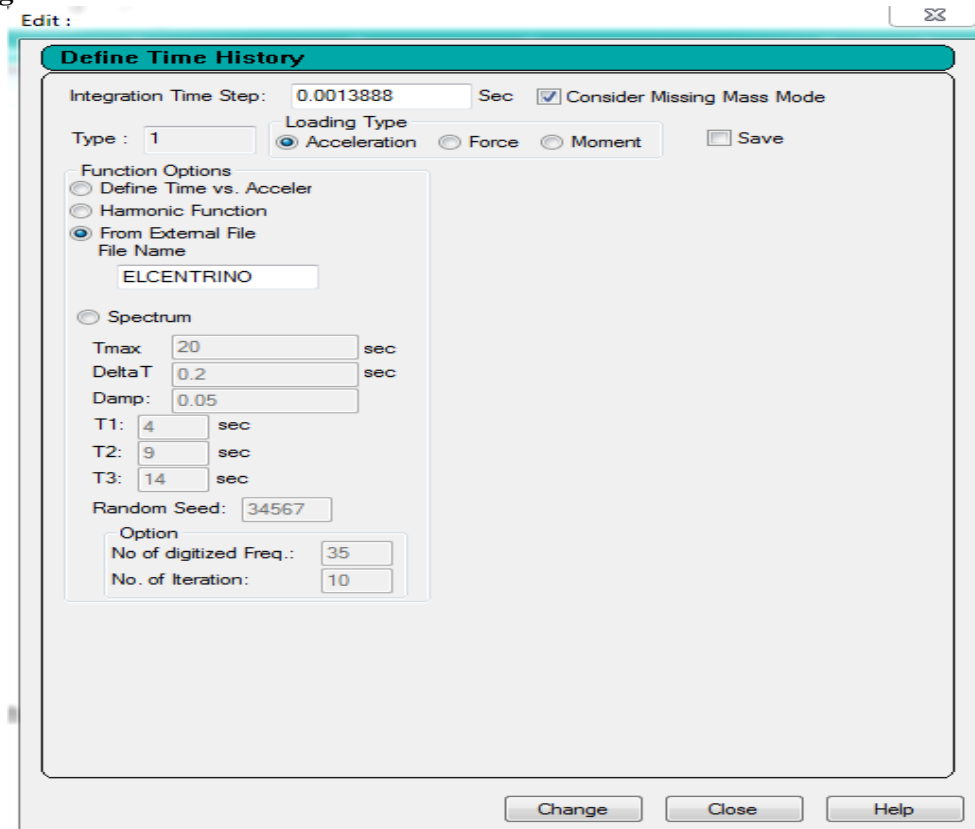 Edit :
Define Time History
Integration Time Step: 0.0013888 Sec Consider Missing Mass Mode
Type : 1 Loading Type Acceleration Force Moment Save
Function Options
Define Time vs. Acceler
Harmonic Function
From External File
File Name
ELCENTRINO
Spectrum
Tmax 20 sec
DeltaT 0.2 sec
Damp: 0.05
T1: 4 sec
T2: 9 sec
T3: 14 sec
Random Seed: 34567
Option
No of digitized Freq.: 35
No. of Iteration: 10
Change Close Help